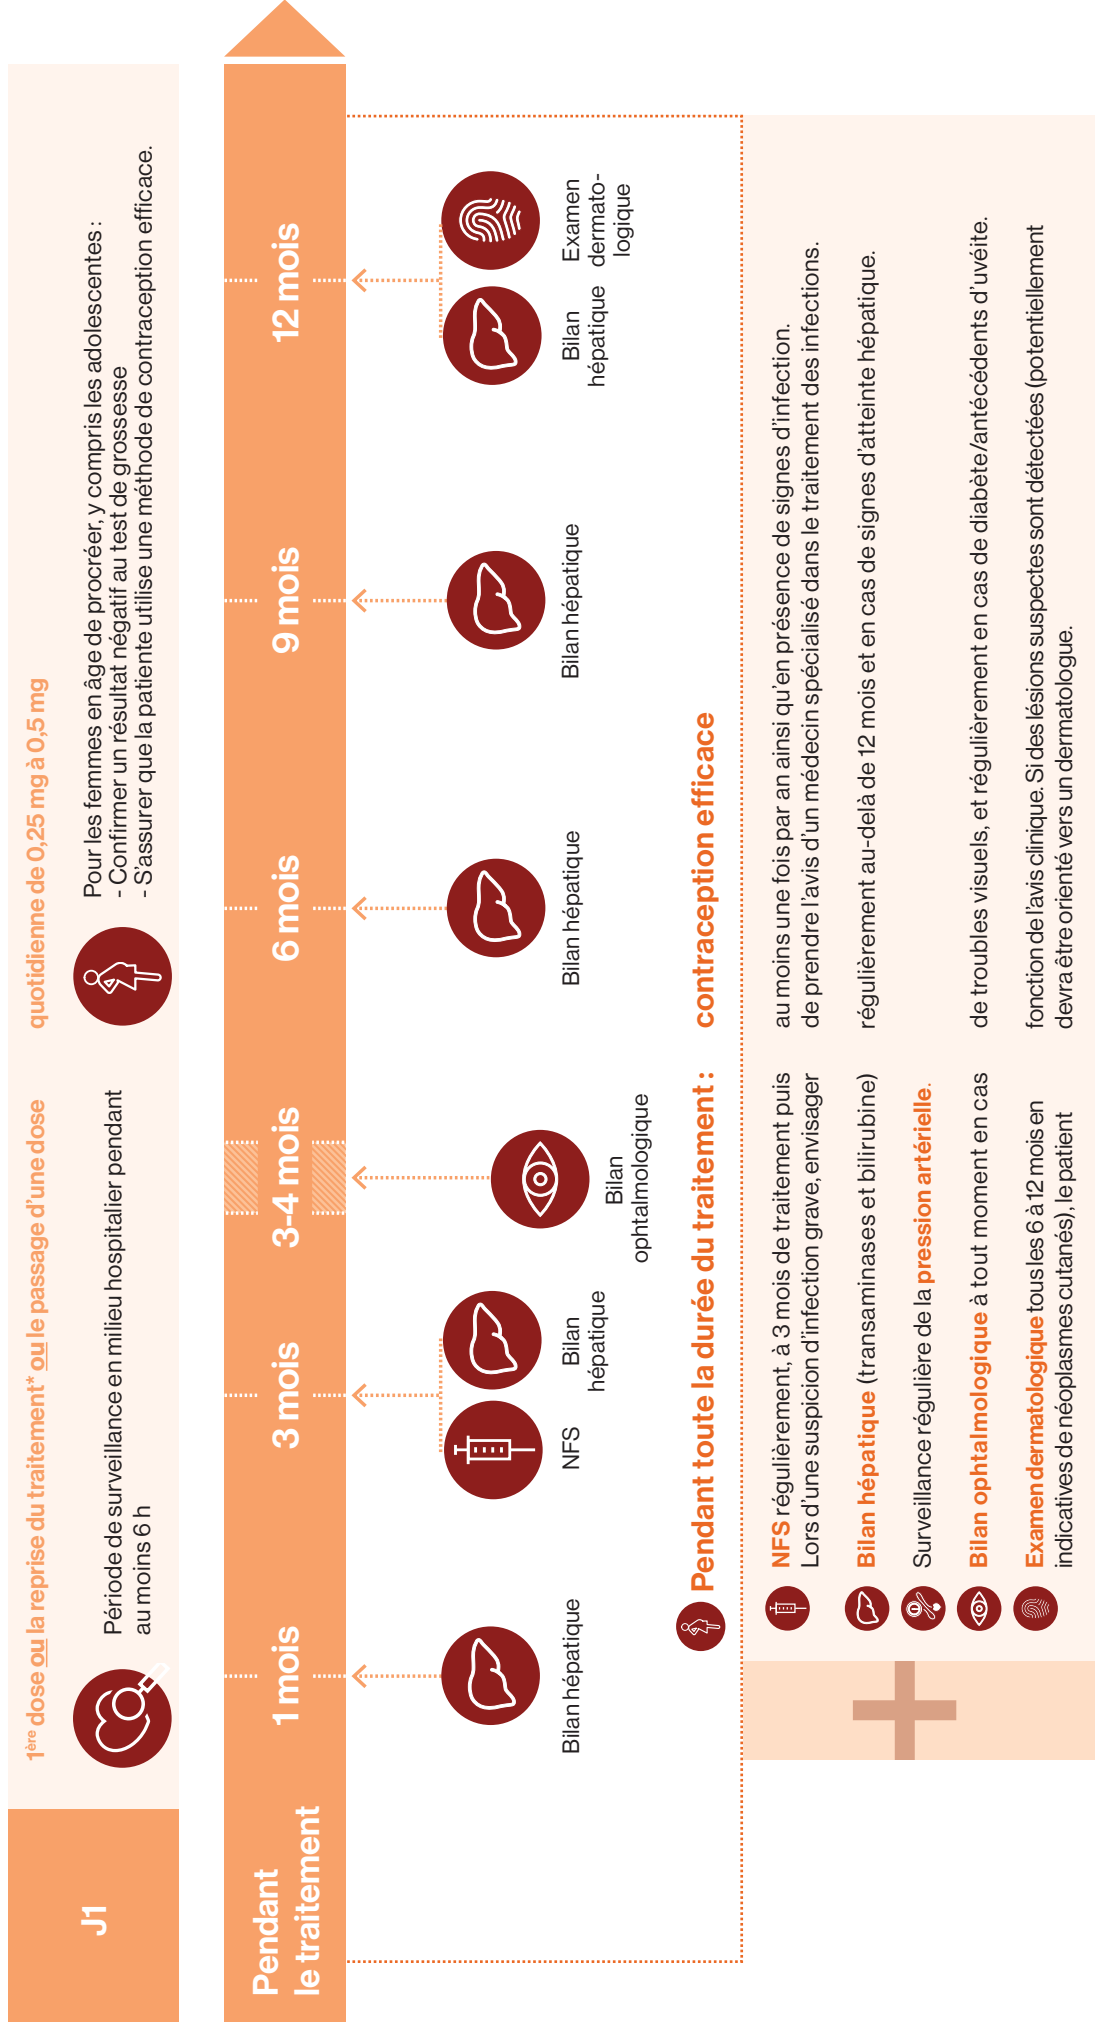 J1
1ère dose ou la reprise du traitement* ou le passage d'une dose quotidienne de 0,25 mg à 0,5 mg
Période de surveillance en milieu hospitalier pendant
au moins 6 h
Pour les femmes en âge de procréer, y compris les adolescentes :
- Confirmer un résultat négatif au test de grossesse
- S'assurer que la patiente utilise une méthode de contraception efficace.
Pendant
le traitement
1 mois
3 mois
3-4 mois
6 mois
9 mois
12 mois
Bilan hépatique
NFS
Bilan
hépatique
Bilan
ophtalmologique
Bilan hépatique
Bilan hépatique
Bilan
hépatique
Examen
dermato-
logique
Pendant toute la durée du traitement : contraception efficace
NFS régulièrement, à 3 mois de traitement puis au moins une fois par an ainsi qu'en présence de signes d'infection.
Lors d'une suspicion d'infection grave, envisager de prendre l'avis d'un médecin spécialisé dans le traitement des infections.
Bilan hépatique (transaminases et bilirubine) régulièrement au-delà de 12 mois et en cas de signes d'atteinte hépatique.
Surveillance régulière de la pression artérielle.
Bilan ophtalmologique à tout moment en cas de troubles visuels, et régulièrement en cas de diabète/antécédents d'uvéite.
Examen dermatologique tous les 6 à 12 mois en fonction de l'avis clinique. Si des lésions suspectes sont détectées (potentiellement
indicatives de néoplasmes cutanés), le patient devra être orienté vers un dermatologue.